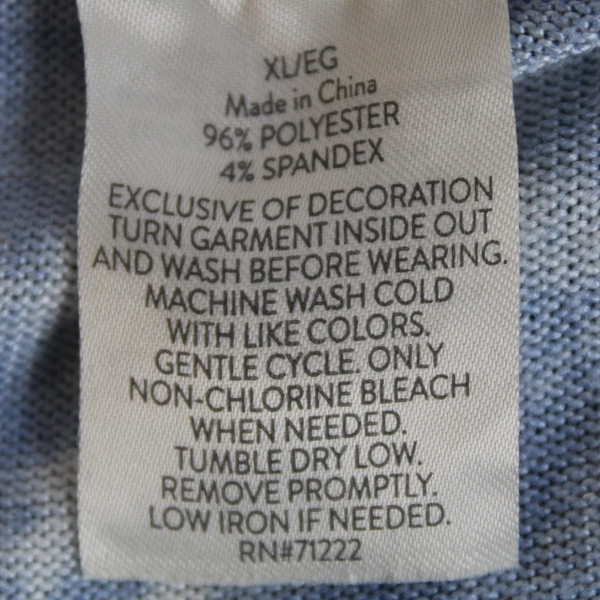 XL/EG
Made in China
96% POLYESTER
4% SPANDEX
EXCLUSIVE OF DECORATION
TURN GARMENT INSIDE OUT
AND WASH BEFORE WEARING.
MACHINE WASH COLD
WITH LIKE COLORS.
GENTLE CYCLE. ONLY
NON-CHLORINE BLEACH
WHEN NEEDED.
TUMBLE DRY LOW.
REMOVE PROMPTLY.
LOW IRON IF NEEDED.
RN#71222